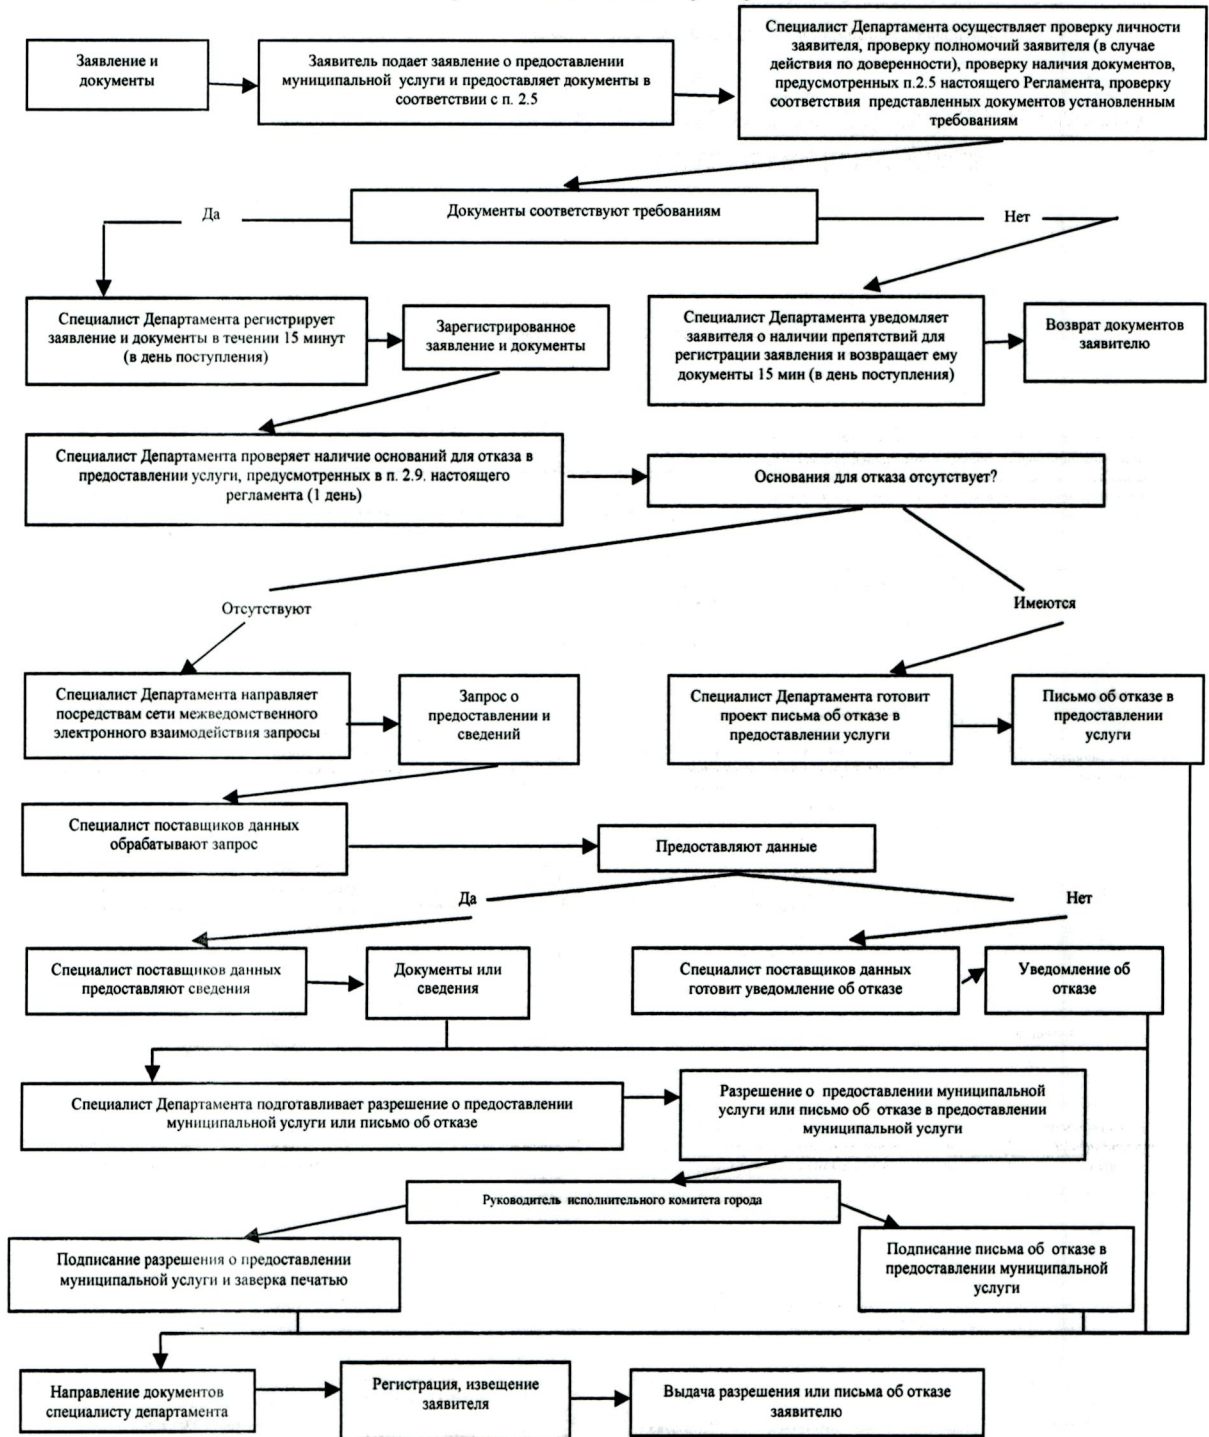 Заявление и
документы
Заявитель подает заявление о предоставлении
муниципальной услуги и предоставляет документы в
соответствии с п. 2.5
Специалист Департамента осуществляет проверку личности
заявителя, проверку полномочий заявителя (в случае
действия по доверенности), проверку наличия документов,
предусмотренных п.2.5 настоящего Регламента, проверку
соответствия представленных документов установленным
требованиям
Документы соответствуют требованиям
Да
Нет
Специалист Департамента регистрирует
заявление и документы в течении 15 минут
(в день поступления)
Зарегистрированное
заявление и документы
Специалист Департамента уведомляет
заявителя о наличии препятствий для
регистрации заявления и возвращает ему
документы 15 мин (в день поступления)
Возврат документов
заявителю
Специалист Департамента проверяет наличие оснований для отказа в
предоставлении услуги, предусмотренных в п. 2.9. настоящего
регламента (1 день)
Основания для отказа отсутствует?
Отсутствуют
Имеются
Специалист Департамента направляет
посредствам сети межведомственного
электронного взаимодействия запросы
Запрос о
предоставлении и
сведений
Специалист Департамента готовит
проект письма об отказе в
предоставлении услуги
Письмо об отказе в
предоставлении
услуги
Специалист поставщиков данных
обрабатывают запрос
Предоставляют данные
Да
Нет
Специалист поставщиков данных
предоставляют сведения
Документы или
сведения
Специалист поставщиков данных
готовит уведомление об отказе
Уведомление об
отказе
Специалист Департамента подготавливает разрешение о предоставлении
муниципальной услуги или письмо об отказе
Разрешение о предоставлении муниципальной
услуги или письмо об отказе в предоставлении
муниципальной услуги
Руководитель исполнительного комитета города
Подписание разрешения о предоставлении
муниципальной услуги и заверка печатью
Подписание письма об отказе в
предоставлении муниципальной
услуги
Направление документов
специалисту департамента
Регистрация, извещение
заявителя
Выдача разрешения или письма об отказе
заявителю